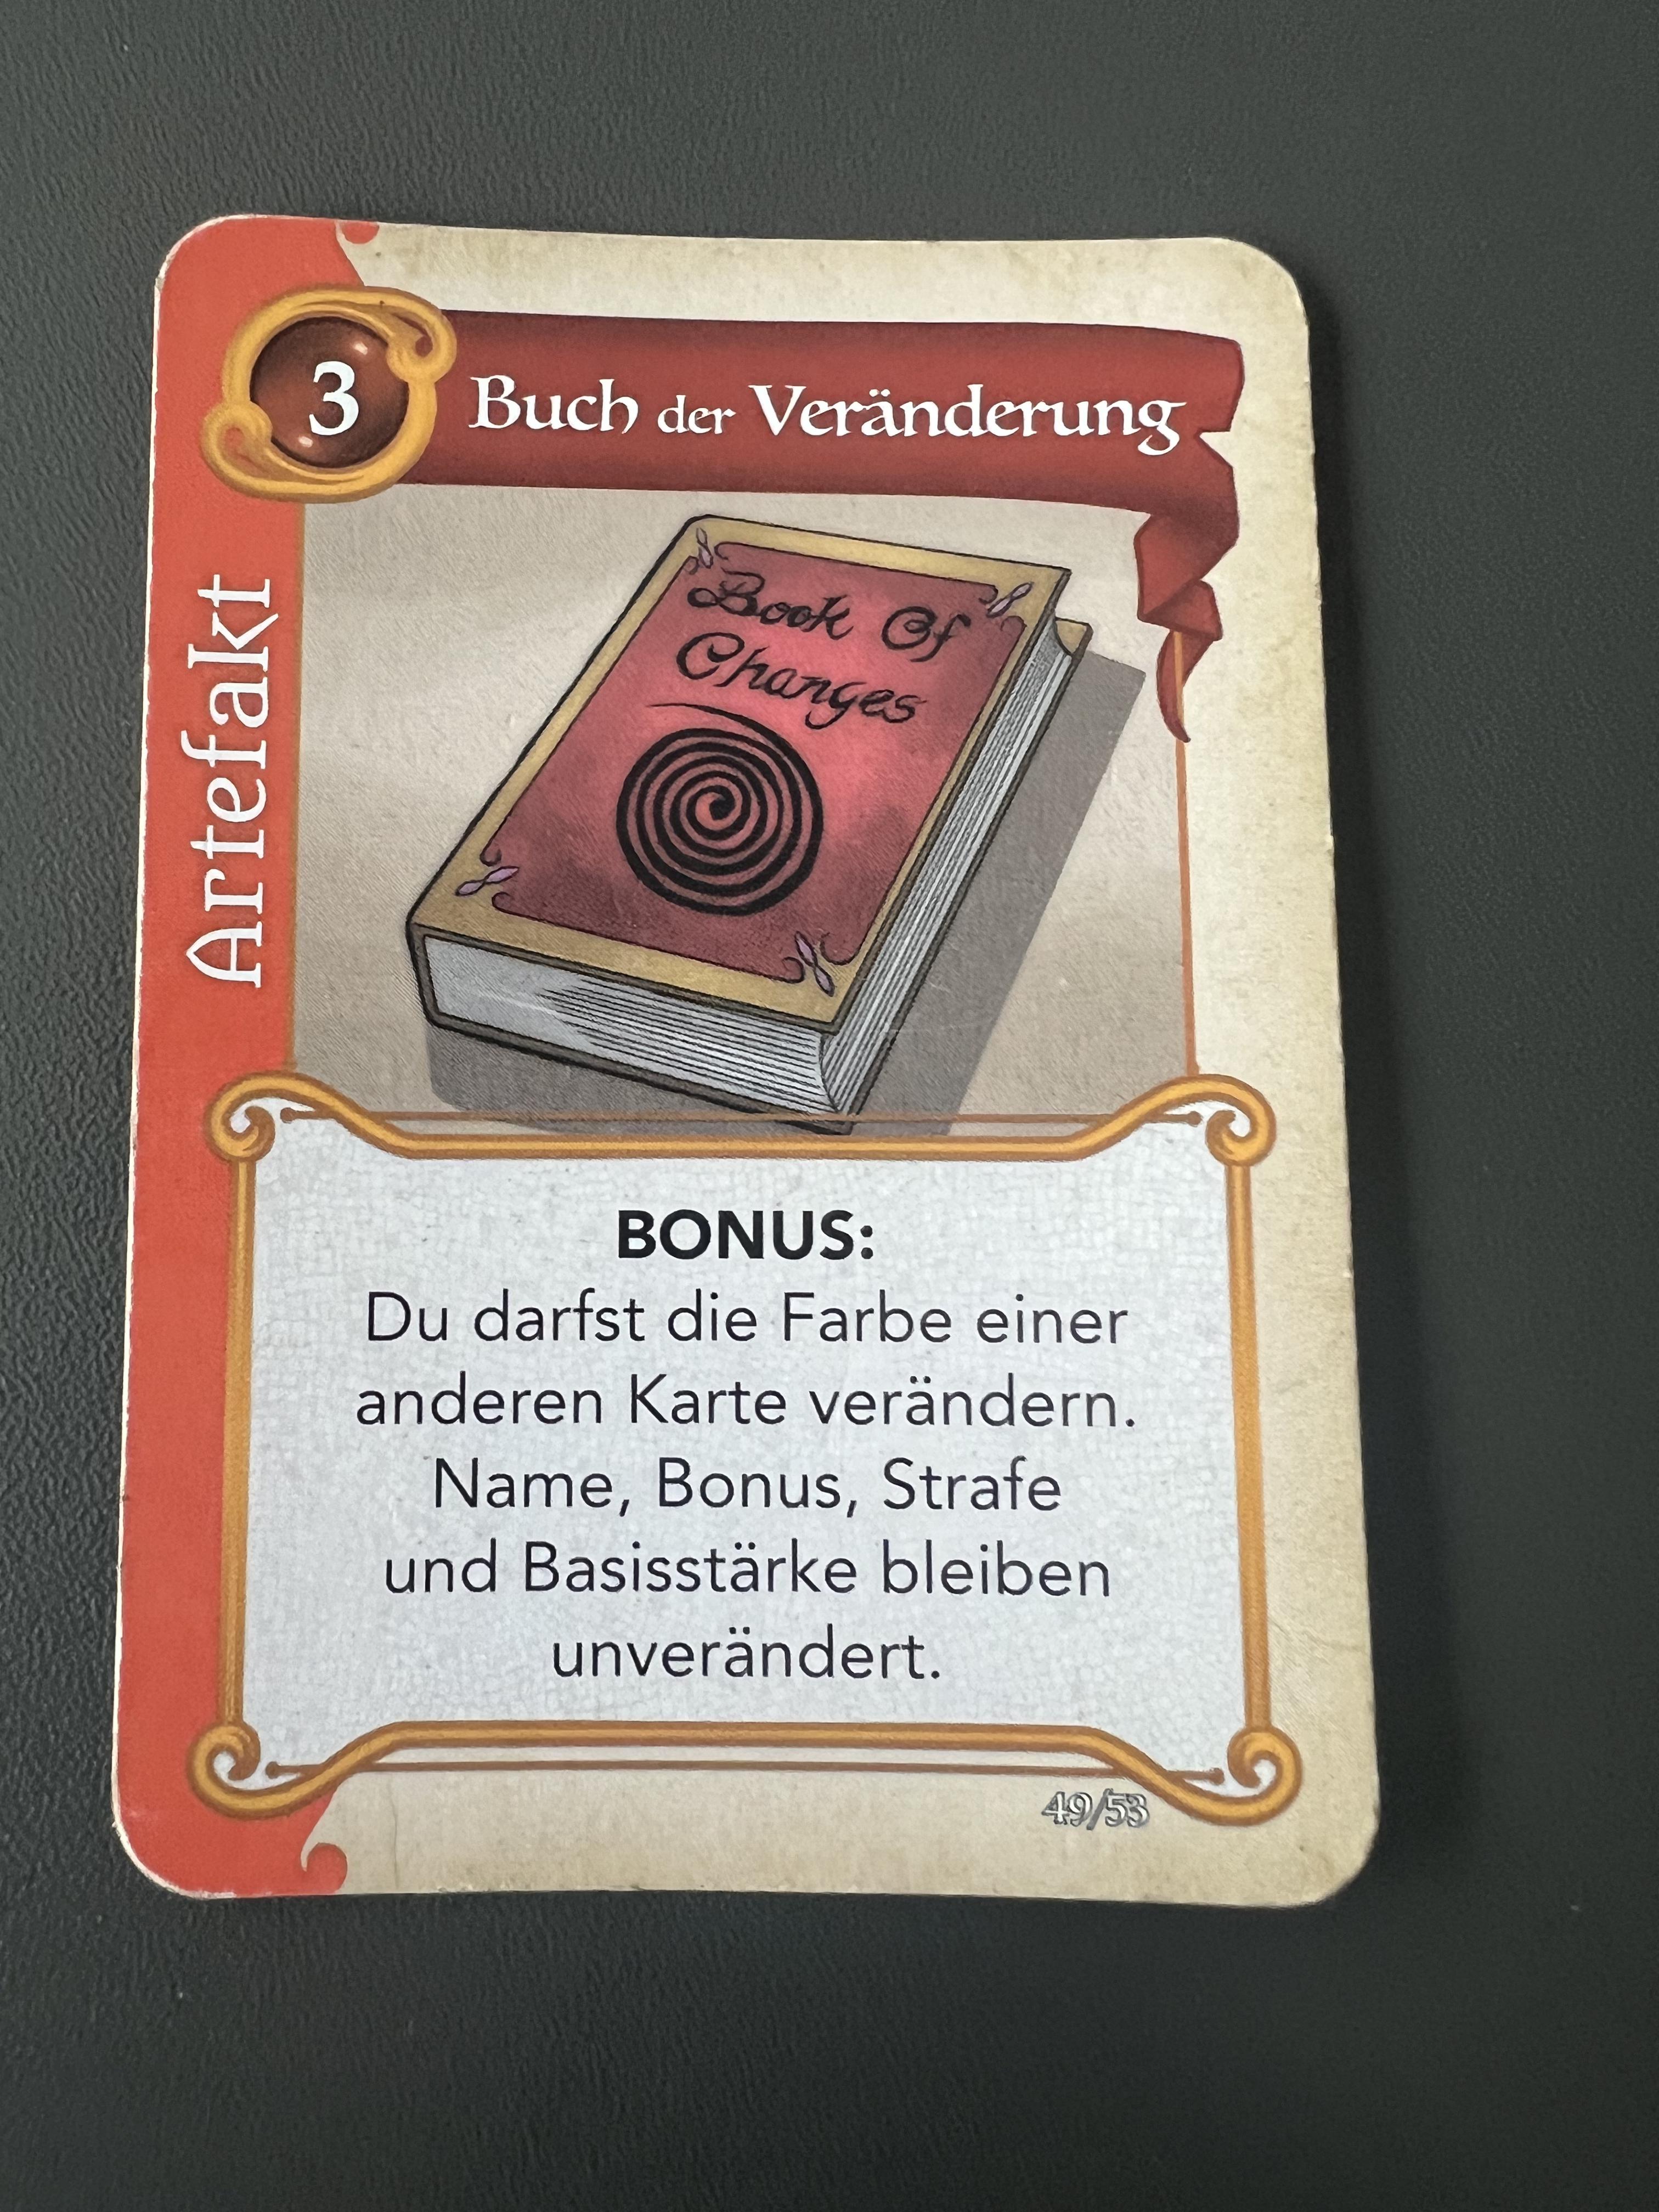 3
Buch der Veränderung
Artefakt
Book Of
Changes
BONUS:
Du darfst die Farbe einer
anderen Karte verändern.
Name, Bonus, Strafe
und Basisstärke bleiben
unverändert.
49/53